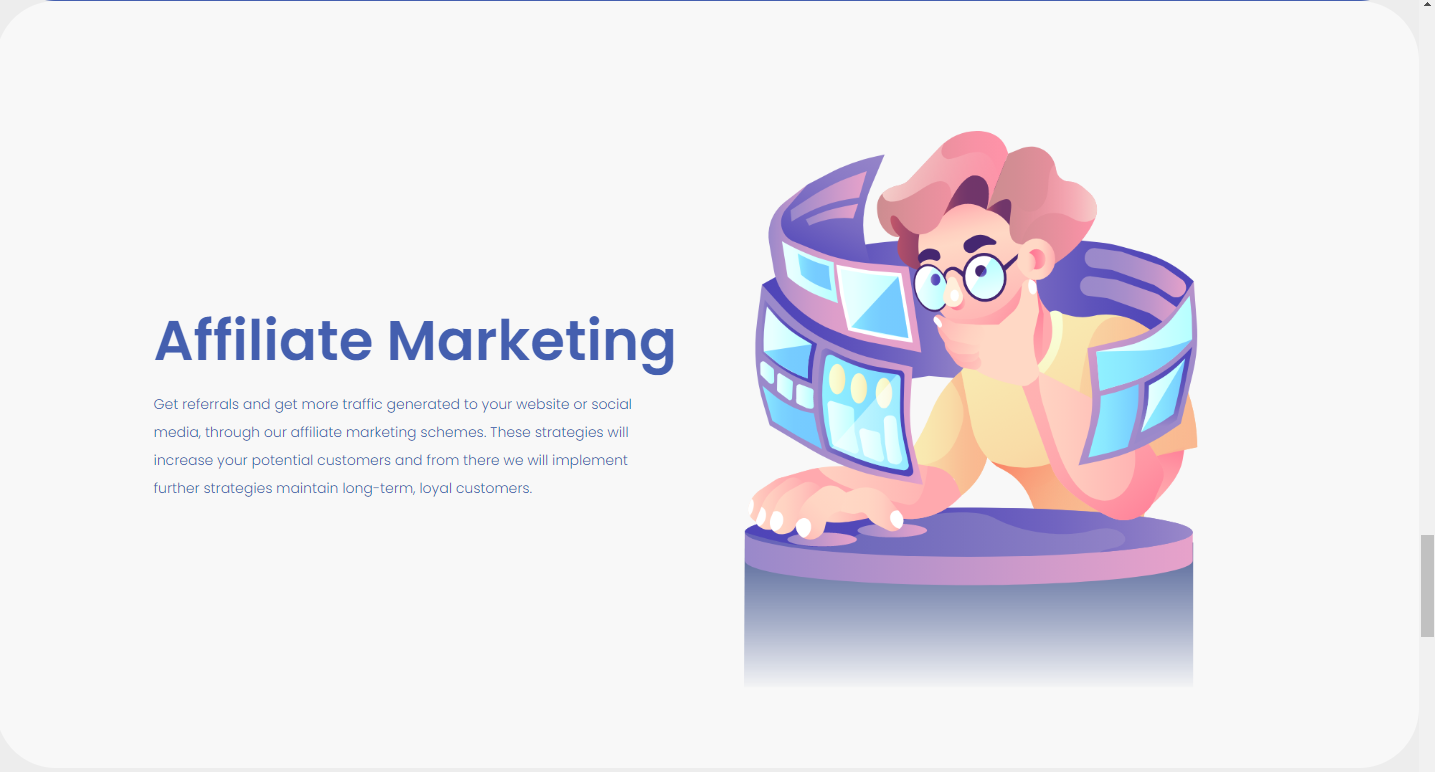 Affiliate Marketing
Get referrals and get more traffic generated to your website or social
media, through our affiliate marketing schemes. These strategies will
increase your potential customers and from there we will implement
further strategies maintain long-term, loyal customers.